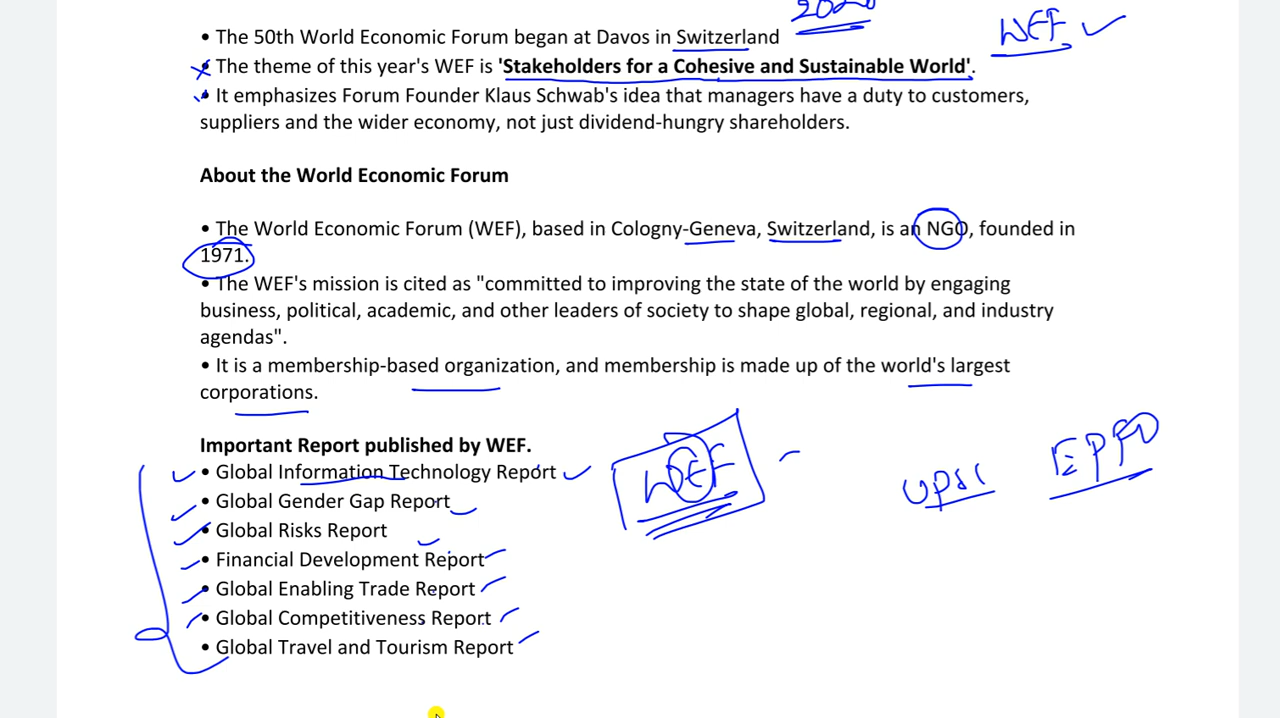 2020
WEF
• The 50th World Economic Forum began at Davos in Switzerland
• The theme of this year's WEF is 'Stakeholders for a Cohesive and Sustainable World'.
• It emphasizes Forum Founder Klaus Schwab's idea that managers have a duty to customers,
suppliers and the wider economy, not just dividend-hungry shareholders.
About the World Economic Forum
• The World Economic Forum (WEF), based in Cologny-Geneva, Switzerland, is an NGO, founded in
1971.
• The WEF's mission is cited as "committed to improving the state of the world by engaging
business, political, academic, and other leaders of society to shape global, regional, and industry
agendas".
• It is a membership-based organization, and membership is made up of the world's largest
corporations.
Important Report published by WEF.
• Global Information Technology Report
• Global Gender Gap Report
• Global Risks Report
• Financial Development Report
• Global Enabling Trade Report
• Global Competitiveness Report
• Global Travel and Tourism Report
WEF
UPSC
EPFO